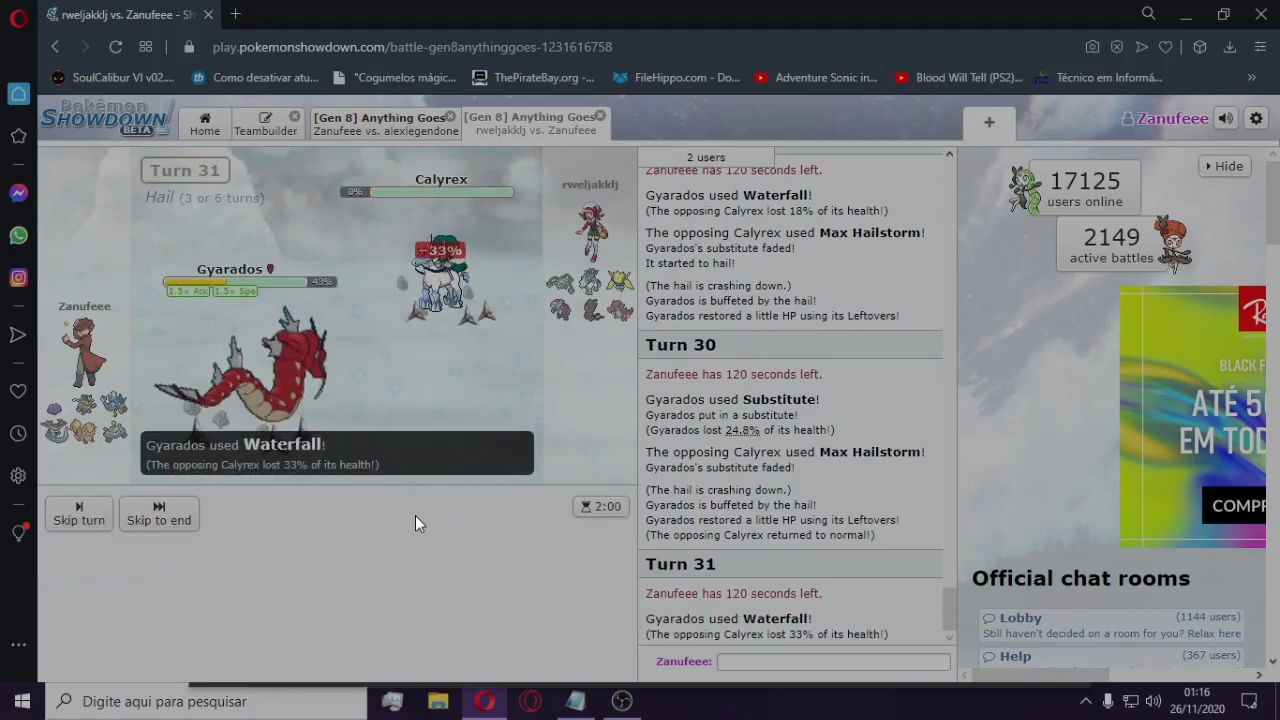 rweljakklj vs. Zanufeee - Sh
play.pokemonshowdown.com/battle-gen8anythinggoes-1231616758
SoulCalibur VI v02....
Como desativar atu...
"Cogumelos mágic...
ThePirateBay.org -...
FileHippo.com - Do...
Adventure Sonic in...
Blood Will Tell (PS2)...
Técnico em Informá...
Pokémon
SHOWDOWN
BETA
Home
Teambuilder
[Gen 8] Anything Goes
Zanufeee vs. alexlegendone
[Gen 8] Anything Goes
rweljakklj vs. Zanufeee
Zanufeee
Turn 31
Hail (3 or 6 turns)
Calyrex
0%
-33%
rweljakklj
Gyarados
43%
1.5× Atk
1.5× Spe
Zanufeee
Gyarados used Waterfall!
(The opposing Calyrex lost 33% of its health!)
Skip turn
Skip to end
2:00
2 users
Zanufeee has 120 seconds left.
Gyarados used Waterfall!
(The opposing Calyrex lost 18% of its health!)
The opposing Calyrex used Max Hailstorm!
Gyarados's substitute faded!
It started to hail!
(The hail is crashing down.)
Gyarados is buffeted by the hail!
Gyarados restored a little HP using its Leftovers!
Turn 30
Zanufeee has 120 seconds left.
Gyarados used Substitute!
Gyarados put in a substitute!
(Gyarados lost 24.8% of its health!)
The opposing Calyrex used Max Hailstorm!
Gyarados's substitute faded!
(The hail is crashing down.)
Gyarados is buffeted by the hail!
Gyarados restored a little HP using its Leftovers!
(The opposing Calyrex returned to normal!)
Turn 31
Zanufeee has 120 seconds left.
Gyarados used Waterfall!
(The opposing Calyrex lost 33% of its health!)
Zanufeee:
17125
users online
2149
active battles
Hide
BLACK F
ATÉ 50
EM TOD
COMPR
Official chat rooms
Lobby
(1144 users)
Still haven't decided on a room for you? Relax here
Help
(367 users)
Digite aqui para pesquisar
01:16
26/11/2020